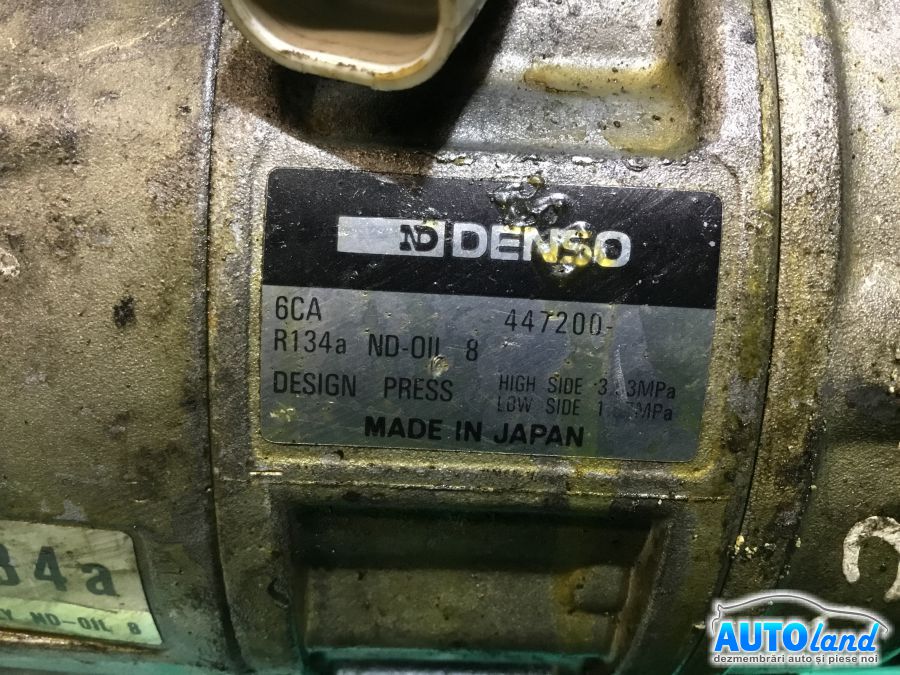 ND DENSO
6CA 447200-
R134a ND-OIL 8
DESIGN PRESS HIGH SIDE
LOW SIDE
MADE IN JAPAN
34a
ND-OIL 8
AUTOland
dezmembrări auto și piese noi